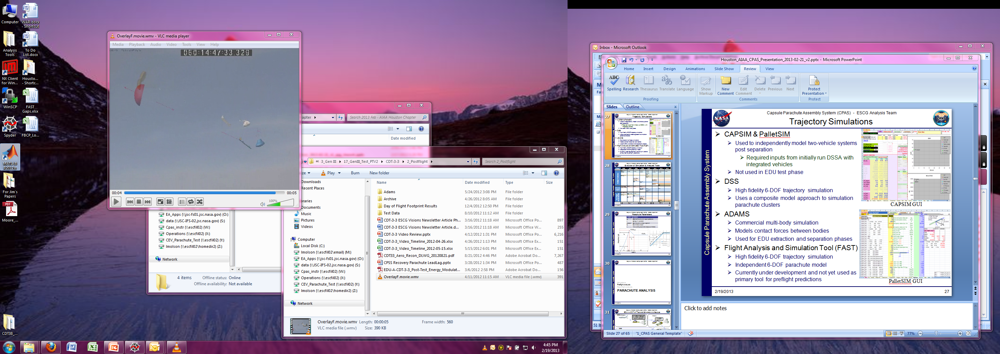 Computer
WAR.docx - Shortcut
Analysis Tools
To Do List.docx
NX Client for Win...
Housto... - Shortc...
WinSCP
FAST Gaps.xlsx
Spyder
FBCP_Lo...
MATLAB R2012b
For Jim's Papers
PDF
Moore_...
CDT38_...
OverlayF.movie.wmv - VLC media player
Media Playback Audio Video Tools View Help
060:14:47:33.329
00:04 00:05
100%
apter
Search 2013 Feb - AIAA Houston Chapter
Date modified
EA_Apps (\\jsc-fs01.jsc.nasa.gov) (O:)
data (\\JSC-IFS-02.jsc.nasa.gov) (S:)
Cpas_instr (\\escfil02) (W:)
Operations (\\escfil02) (X:)
CEV_Parachute_Test (\\escfil02) (Y:)
lmolson (\\escfil02\homedir2) (Z:)
Network
4 items Offline status: Online
Offline availability: Not available
« 3_Gen III 17_GenIII_Test_PTV2 CDT-3-3 2_Postflight
Search 2_Postflight
ze Play Burn New folder
Downloads
Recent Places
braries
Documents
Music
Pictures
Videos
Computer
Local Disk (C:)
lmolson (\\escfil02\email) (M:)
EA_Apps (\\jsc-fs01.jsc.nasa.gov) (O:)
data (\\JSC-IFS-02.jsc.nasa.gov) (S:)
Cpas_instr (\\escfil02) (W:)
Operations (\\escfil02) (X:)
CEV_Parachute_Test (\\escfil02) (Y:)
lmolson (\\escfil02\homedir2) (Z:)
Network
Name Date modified Type Size
Adams 5/24/2012 3:08 PM File folder
Archive 4/26/2012 8:05 AM File folder
Day of Flight Footprint Results 12/4/2012 12:50 PM File folder
Test Data 8/10/2012 11:12 AM File folder
CDT-3-3 ESCG Visions Newsletter Article Ph... 3/16/2012 11:18 AM Microsoft Office Po... 897
CDT-3-3 ESCG Visions Newsletter Article.d... 3/16/2012 11:18 AM Microsoft Office W... 255
CDT-3-3 Video Review.pptx 4/12/2012 1:31 PM Microsoft Office Po... 6,216
CDT-3-3_Video_Timeline_2012-04-26.xlsx 4/26/2012 1:13 PM Microsoft Office Ex... 151
CDT-3-3_Video_Timeline_2012-05-15.xlsx 5/15/2012 6:01 PM Microsoft Office Ex... 151
CDT33_Aero_Recon_DLWG_20120821.pdf 8/21/2012 4:46 PM Adobe Acrobat Do... 7,267
CPSS Recovery Parachute LeadLag.pptx 3/28/2012 1:34 PM Microsoft Office Po... 487
EDU-A-CDT-3-3_Post-Test_Energy_Modulat... 3/6/2012 2:58 PM Adobe Acrobat Do... 156
OverlayF.movie.wmv 4/11/2012 11:15 AM VLC media file (.wmv) 391
OverlayF.movie.wmv Length: 00:00:05 Frame width: 560
VLC media file (.wmv) Size: 390 KB
4:45 PM
2/19/2013
Inbox - Microsoft Outlook
51 Ite
Houston_AIAA_CPAS_Presentation_2013-02-21_v2.pptx - Microsoft PowerPoint
Home Insert Design Animations Slide Show Review View
ABC
Spelling Research Thesaurus Translate Language
Show Markup New Comment Edit Comment Delete Previous Next
Protect Presentation
Proofing Comments Protect
Slides Outline
27
Trajectory Simulations
28
Evolution of Simulation & Analysis Tools
29
Parachute Parameters
30
PARACHUTE ANALYSIS
31
NASA
Capsule Parachute Assembly System (CPAS) - ESCG Analysis Team
Trajectory Simulations
CPAS
Capsule Parachute Assembly System
CAPSIM & PalletSIM
Used to independently model two-vehicle systems
post separation
Required inputs from initially run DSSA with
integrated vehicles
Not used in EDU test phase
DSS
High fidelity 6-DOF trajectory simulation
Uses a composite model approach to simulation
parachute clusters
ADAMS
Commercial multi-body simulation
Models contact forces between bodies
Used for EDU extraction and separation phases
Flight Analysis and Simulation Tool (FAST)
High fidelity 6-DOF trajectory simulation
Independent 6-DOF parachute model
Currently under development and not yet used as
primary tool for preflight predictions
CAPSIM GUI
PalletSIM GUI
2/19/2013 27
Click to add notes
Slide 27 of 65 "1_CPAS General Template" 77%